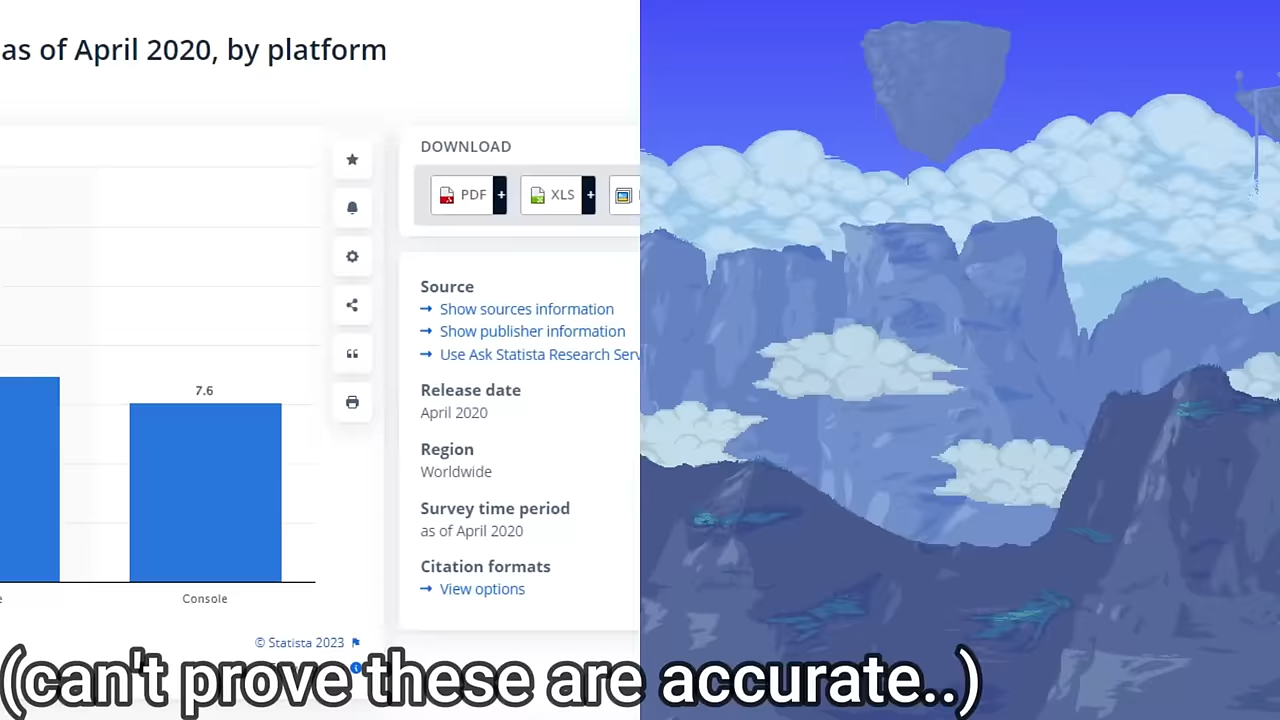 as of April 2020, by platform
DOWNLOAD
PDF +
XLS +
7.6
Console
Source
→ Show sources information
→ Show publisher information
→ Use Ask Statista Research Serv
Release date
April 2020
Region
Worldwide
Survey time period
as of April 2020
Citation formats
→ View options
© Statista 2023
(can't prove these are accurate..)